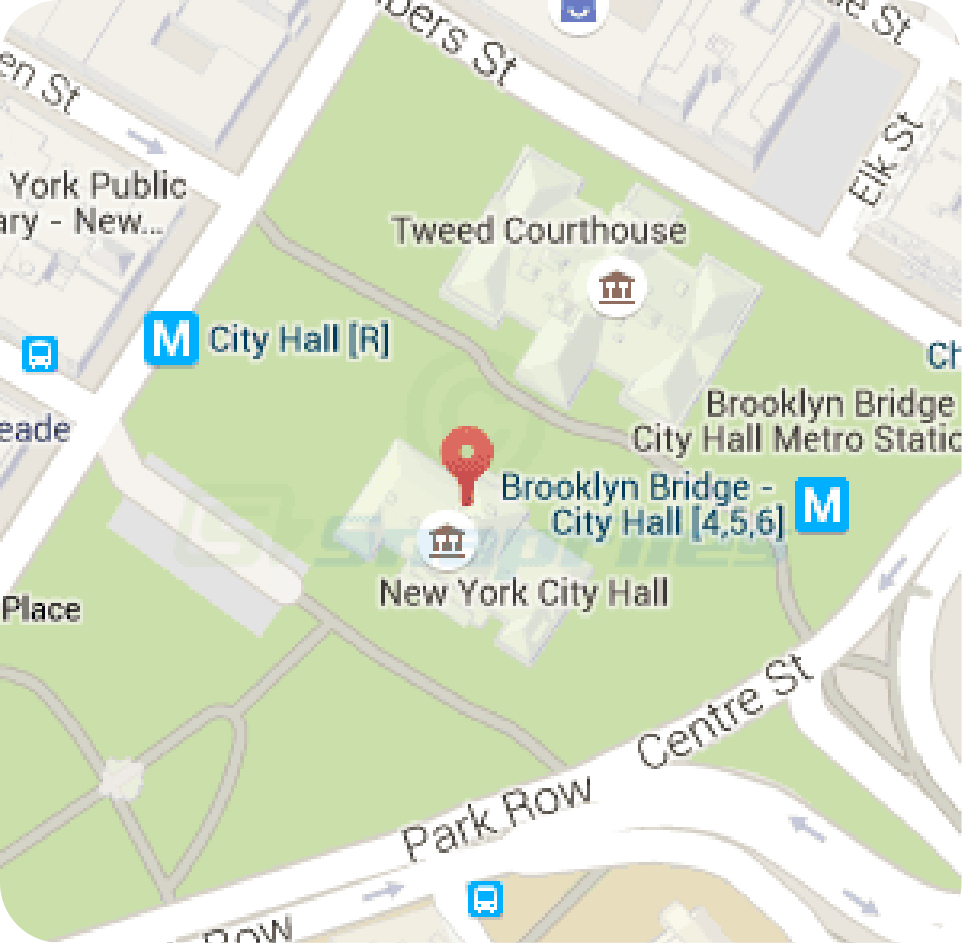 bers St
en St
Elk St
York Public
ary - New...
Tweed Courthouse
M City Hall [R]
Ch
Brooklyn Bridge
City Hall Metro Static
eade
Brooklyn Bridge -
City Hall [4,5,6] M
SnapFiles
New York City Hall
Place
Centre St
Park Row
Row